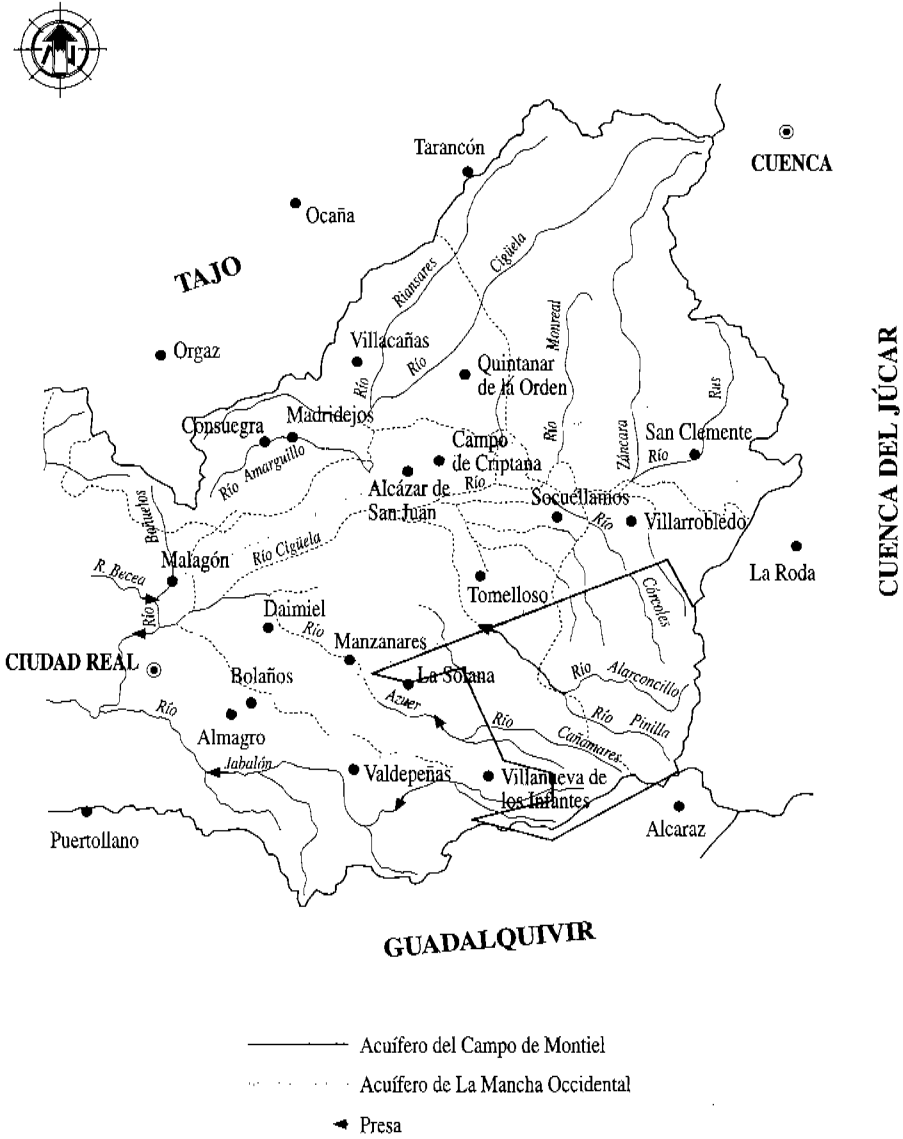 N
Tarancón
CUENCA
Ocaña
TAJO
Riansares
Cigüela
Monreal
Orgaz
Villacañas
Río
Quintanar
de la Orden
Río
Rus
CUENCA DEL JÚCAR
Consuegra
Madridejos
Río
Campo
de Criptana
San Clemente
Záncara
Río
Río Amarguillo
Alcázar de
San Juan
Río
Socuéllamos
Río
Villarrobledo
Bañuelos
Río Cigüela
Malagón
R. Becea
La Roda
Tomelloso
Córcoles
Río
Daimiel
Río
Manzanares
CIUDAD REAL
Bolaños
La Solana
Río Alarconcillo
Azuer
Río
Río
Río Pinilla
Almagro
Cañamares
Jabalón
Valdepeñas
Villanueva de
los Infantes
Puertollano
Alcaraz
GUADALQUIVIR
Acuífero del Campo de Montiel
Acuífero de La Mancha Occidental
Presa